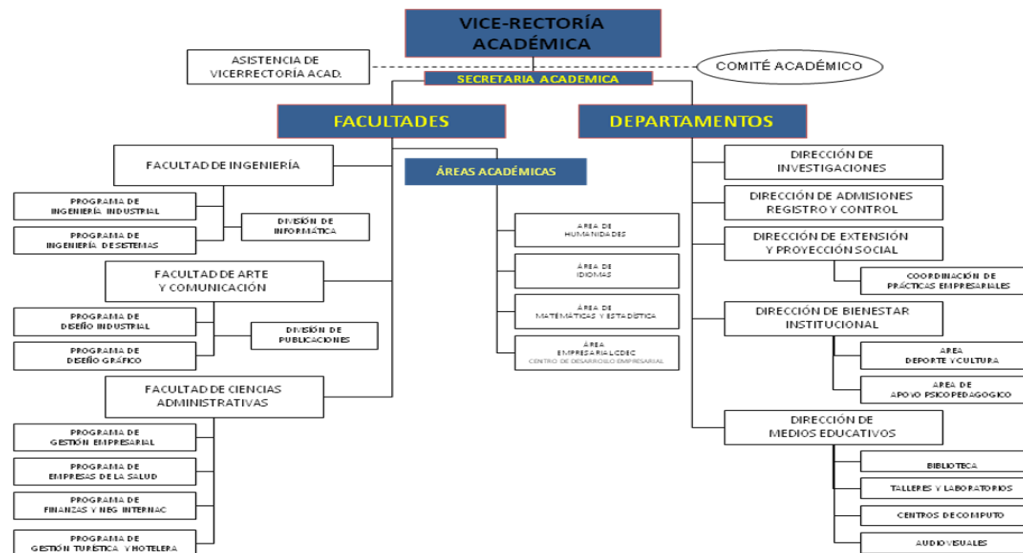 VICE-RECTORÍA
ACADÉMICA
ASISTENCIA DE
VICERRECTORÍA ACAD.
COMITÉ ACADÉMICO
SECRETARIA ACADEMICA
FACULTADES
DEPARTAMENTOS
FACULTAD DE INGENIERÍA
PROGRAMA DE
INGENIERÍA INDUSTRIAL
PROGRAMA DE
INGENIERÍA DE SISTEMAS
DIVISIÓN DE
INFORMÁTICA
FACULTAD DE ARTE
Y COMUNICACIÓN
PROGRAMA DE
DISEÑO INDUSTRIAL
PROGRAMA DE
DISEÑO GRÁFICO
DIVISIÓN DE
PUBLICACIONES
FACULTAD DE CIENCIAS
ADMINISTRATIVAS
PROGRAMA DE
GESTIÓN EMPRESARIAL
PROGRAMA DE
EMPRESAS DE LA SALUD
PROGRAMA DE
FINANZAS Y NEG INTERNAC
PROGRAMA DE
GESTIÓN TURÍSTICA Y HOTELERA
ÁREAS ACADÉMICAS
AREA DE
HUMANIDADES
ÁREA DE
IDIOMAS
ÁREA DE
MATEMÁTICAS Y ESTADÍSTICA
ÁREA
EMPRESARIAL CDEC
CENTRO DE DESARROLLO EMPRESARIAL
DIRECCIÓN DE
INVESTIGACIONES
DIRECCIÓN DE ADMISIONES
REGISTRO Y CONTROL
DIRECCIÓN DE EXTENSIÓN
Y PROYECCIÓN SOCIAL
COORDINACIÓN DE
PRÁCTICAS EMPRESARIALES
DIRECCIÓN DE BIENESTAR
INSTITUCIONAL
AREA
DEPORTE Y CULTURA
AREA DE
APOYO PSICOPEDAGOGICO
DIRECCIÓN DE
MEDIOS EDUCATIVOS
BIBLIOTECA
TALLERES Y LABORATORIOS
CENTROS DE COMPUTO
AUDIOVISUALES